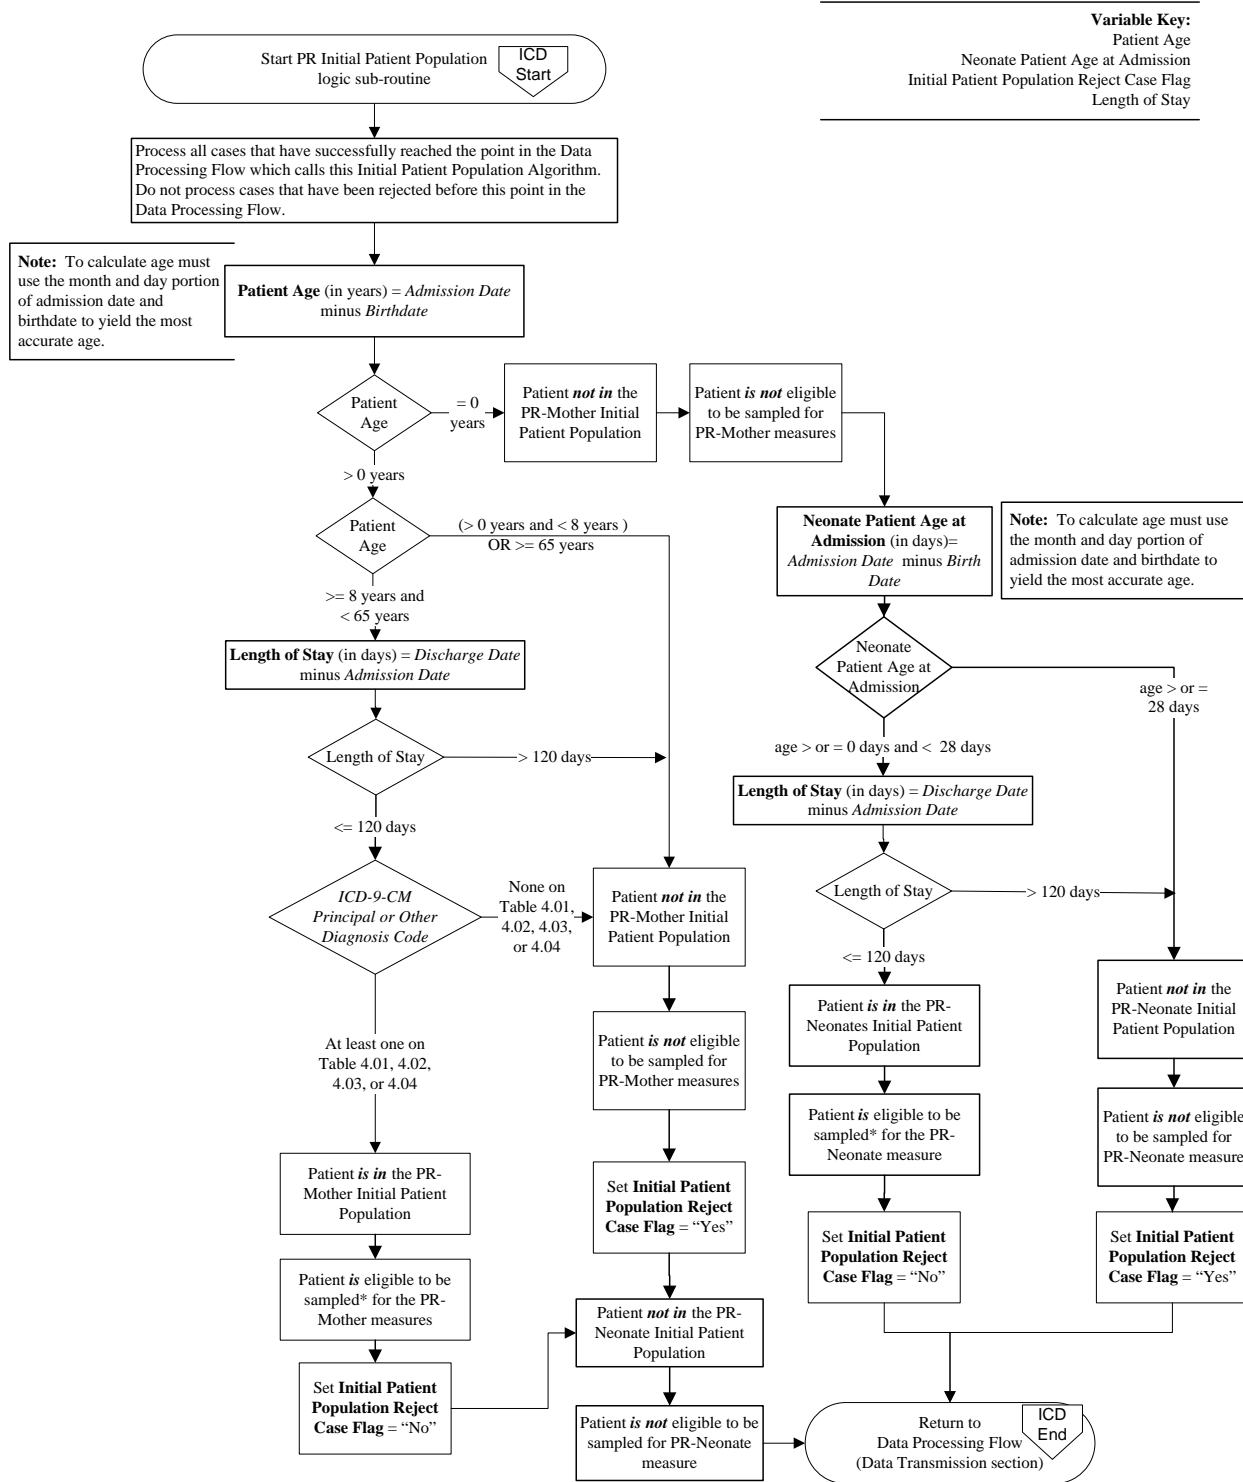 Variable Key:
Patient Age
Neonate Patient Age at Admission
Initial Patient Population Reject Case Flag
Length of Stay
Start PR Initial Patient Population
logic sub-routine
ICD
Start
Process all cases that have successfully reached the point in the Data
Processing Flow which calls this Initial Patient Population Algorithm.
Do not process cases that have been rejected before this point in the
Data Processing Flow.
Note: To calculate age must
use the month and day portion
of admission date and
birthdate to yield the most
accurate age.
Patient Age (in years) = Admission Date
minus Birthdate
Patient
Age
= 0
years
Patient not in the
PR-Mother Initial
Patient Population
Patient is not eligible
to be sampled for
PR-Mother measures
> 0 years
Patient
Age
(> 0 years and < 8 years )
OR >= 65 years
Neonate Patient Age at
Admission (in days)=
Admission Date minus Birth
Date
Note: To calculate age must use
the month and day portion of
admission date and birthdate to
yield the most accurate age.
>= 8 years and
< 65 years
Length of Stay (in days) = Discharge Date
minus Admission Date
Neonate
Patient Age at
Admission
age > or =
28 days
Length of Stay
> 120 days
age > or = 0 days and < 28 days
Length of Stay (in days) = Discharge Date
minus Admission Date
<= 120 days
ICD-9-CM
Principal or Other
Diagnosis Code
None on
Table 4.01,
4.02, 4.03,
or 4.04
Patient not in the
PR-Mother Initial
Patient Population
Length of Stay
> 120 days
<= 120 days
Patient is in the PR-
Neonates Initial Patient
Population
Patient not in the
PR-Neonate Initial
Patient Population
At least one on
Table 4.01, 4.02,
4.03, or 4.04
Patient is not eligible
to be sampled for
PR-Mother measures
Patient is eligible to be
sampled* for the PR-
Neonate measure
Patient is not eligible
to be sampled for
PR-Neonate measure
Patient is in the PR-
Mother Initial Patient
Population
Set Initial Patient
Population Reject
Case Flag = “Yes”
Set Initial Patient
Population Reject
Case Flag = “No”
Set Initial Patient
Population Reject
Case Flag = “Yes”
Patient is eligible to be
sampled* for the PR-
Mother measures
Patient not in the PR-
Neonate Initial Patient
Population
Set Initial Patient
Population Reject
Case Flag = “No”
Patient is not eligible to be
sampled for PR-Neonate
measure
Return to
Data Processing Flow
(Data Transmission section)
ICD
End